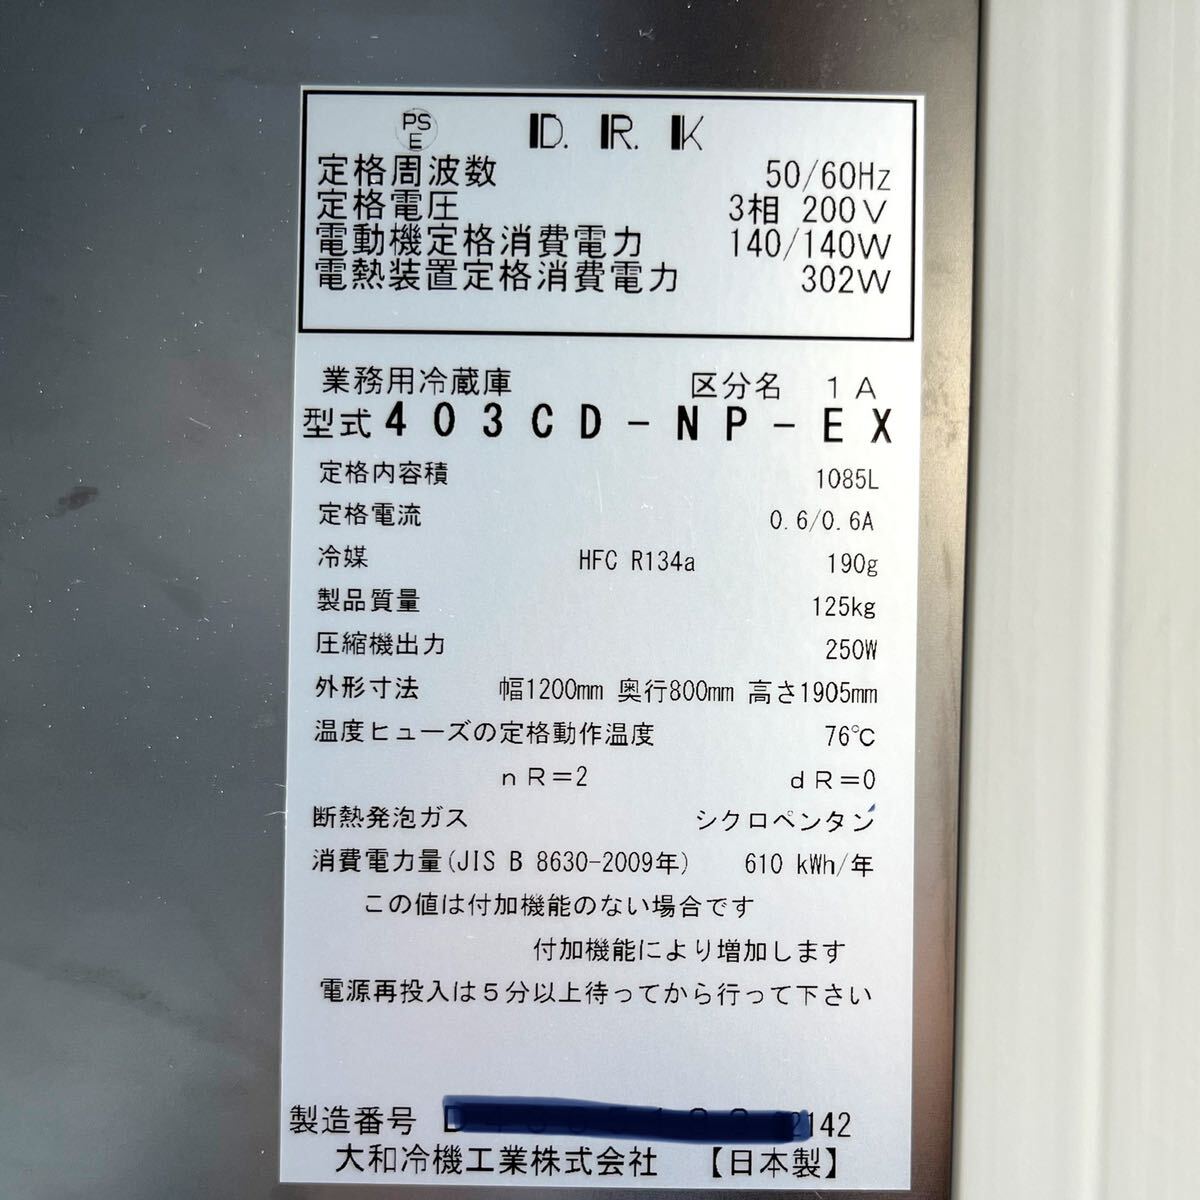 PS
E
D. R. K
定格周波数 50/60Hz
定格電圧 3相 200V
電動機定格消費電力 140/140W
電熱装置定格消費電力 302W
業務用冷蔵庫 区分名 1A
型式 403CD-NP-EX
定格内容積 1085L
定格電流 0.6/0.6A
冷媒 HFC R134a 190g
製品質量 125kg
圧縮機出力 250W
外形寸法 幅1200mm 奥行800mm 高さ1905mm
温度ヒューズの定格動作温度 76℃
nR=2 dR=0
断熱発泡ガス シクロペンタン
消費電力量(JIS B 8630-2009年) 610 kWh/年
この値は付加機能のない場合です
付加機能により増加します
電源再投入は5分以上待ってから行って下さい
製造番号 142
大和冷機工業株式会社 【日本製】